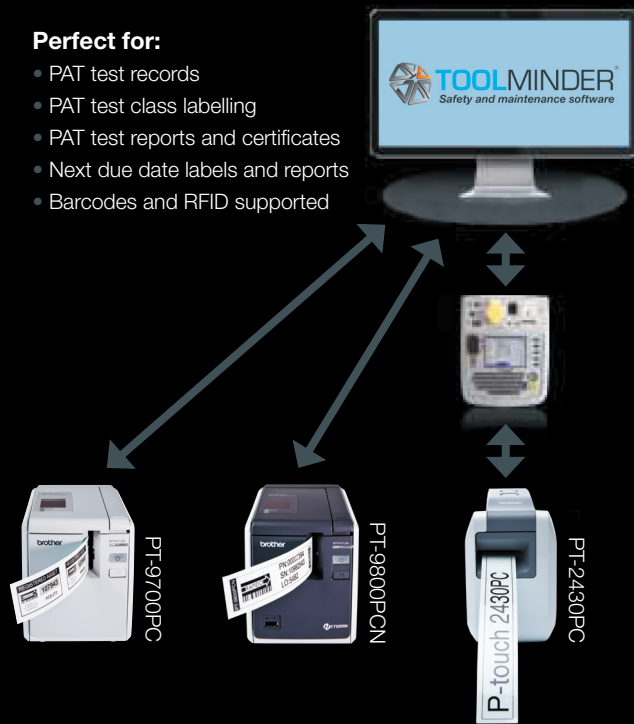 Perfect for:
• PAT test records
• PAT test class labelling
• PAT test reports and certificates
• Next due date labels and reports
• Barcodes and RFID supported
TOOLMINDER®
Safety and maintenance software
brother
PT-9700PC
brother
PT-9800PCN
PT-2430PC
P-touch 2430PC